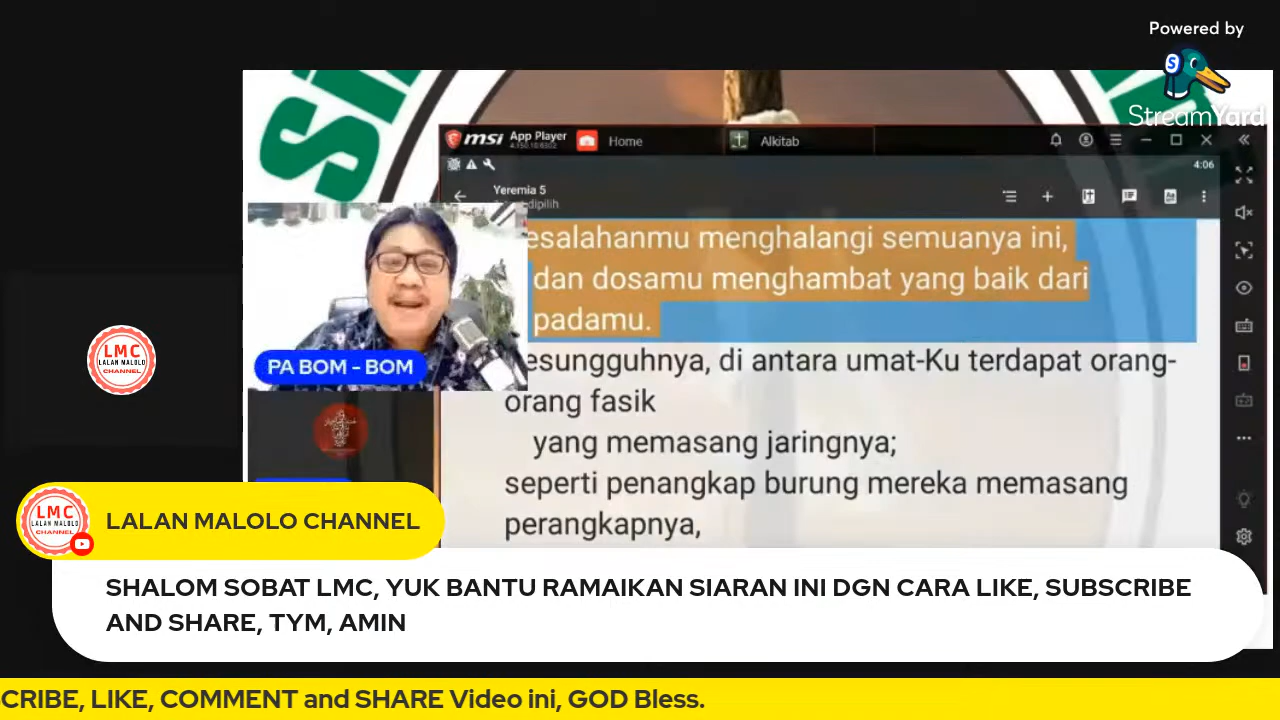 Powered by
StreamYard
msi App Player
Home
Alkitab
4:06
Yeremia 5
dipilih
esalahanmu menghalangi semuanya ini,
dan dosamu menghambat yang baik dari
padamu.
esungguhnya, di antara umat-Ku terdapat orang-
orang fasik
yang memasang jaringnya;
seperti penangkap burung mereka memasang
perangkapnya,
PA BOM - BOM
LMC
LALAN MALOLO
CHANNEL
LMC
LALAN MALOLO
CHANNEL
LALAN MALOLO CHANNEL
SHALOM SOBAT LMC, YUK BANTU RAMAIKAN SIARAN INI DGN CARA LIKE, SUBSCRIBE
AND SHARE, TYM, AMIN
CRIBE, LIKE, COMMENT and SHARE Video ini, GOD Bless.